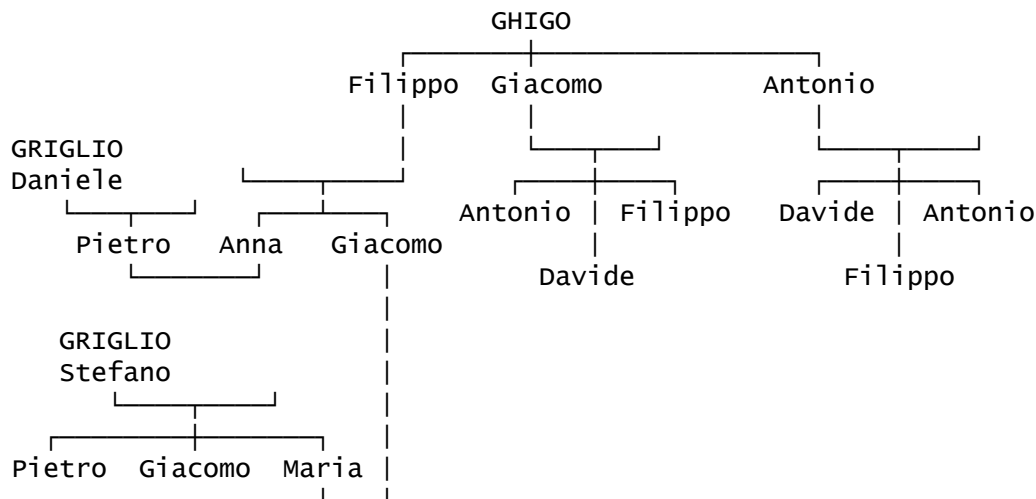 GHIGO
Filippo Giacomo Antonio
GRIGLIO
Daniele
Antonio Filippo Davide Antonio
Pietro Anna Giacomo
Davide Filippo
GRIGLIO
Stefano
Pietro Giacomo Maria